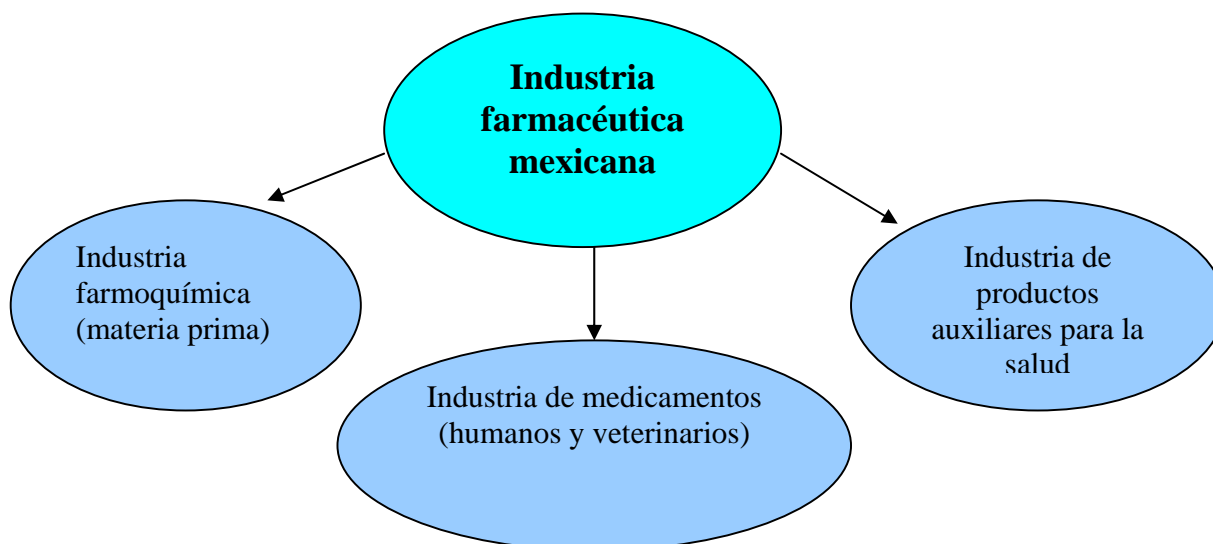 Industria
farmacéutica
mexicana
Industria
farmoquímica
(materia prima)
Industria de medicamentos
(humanos y veterinarios)
Industria de
productos
auxiliares para la
salud